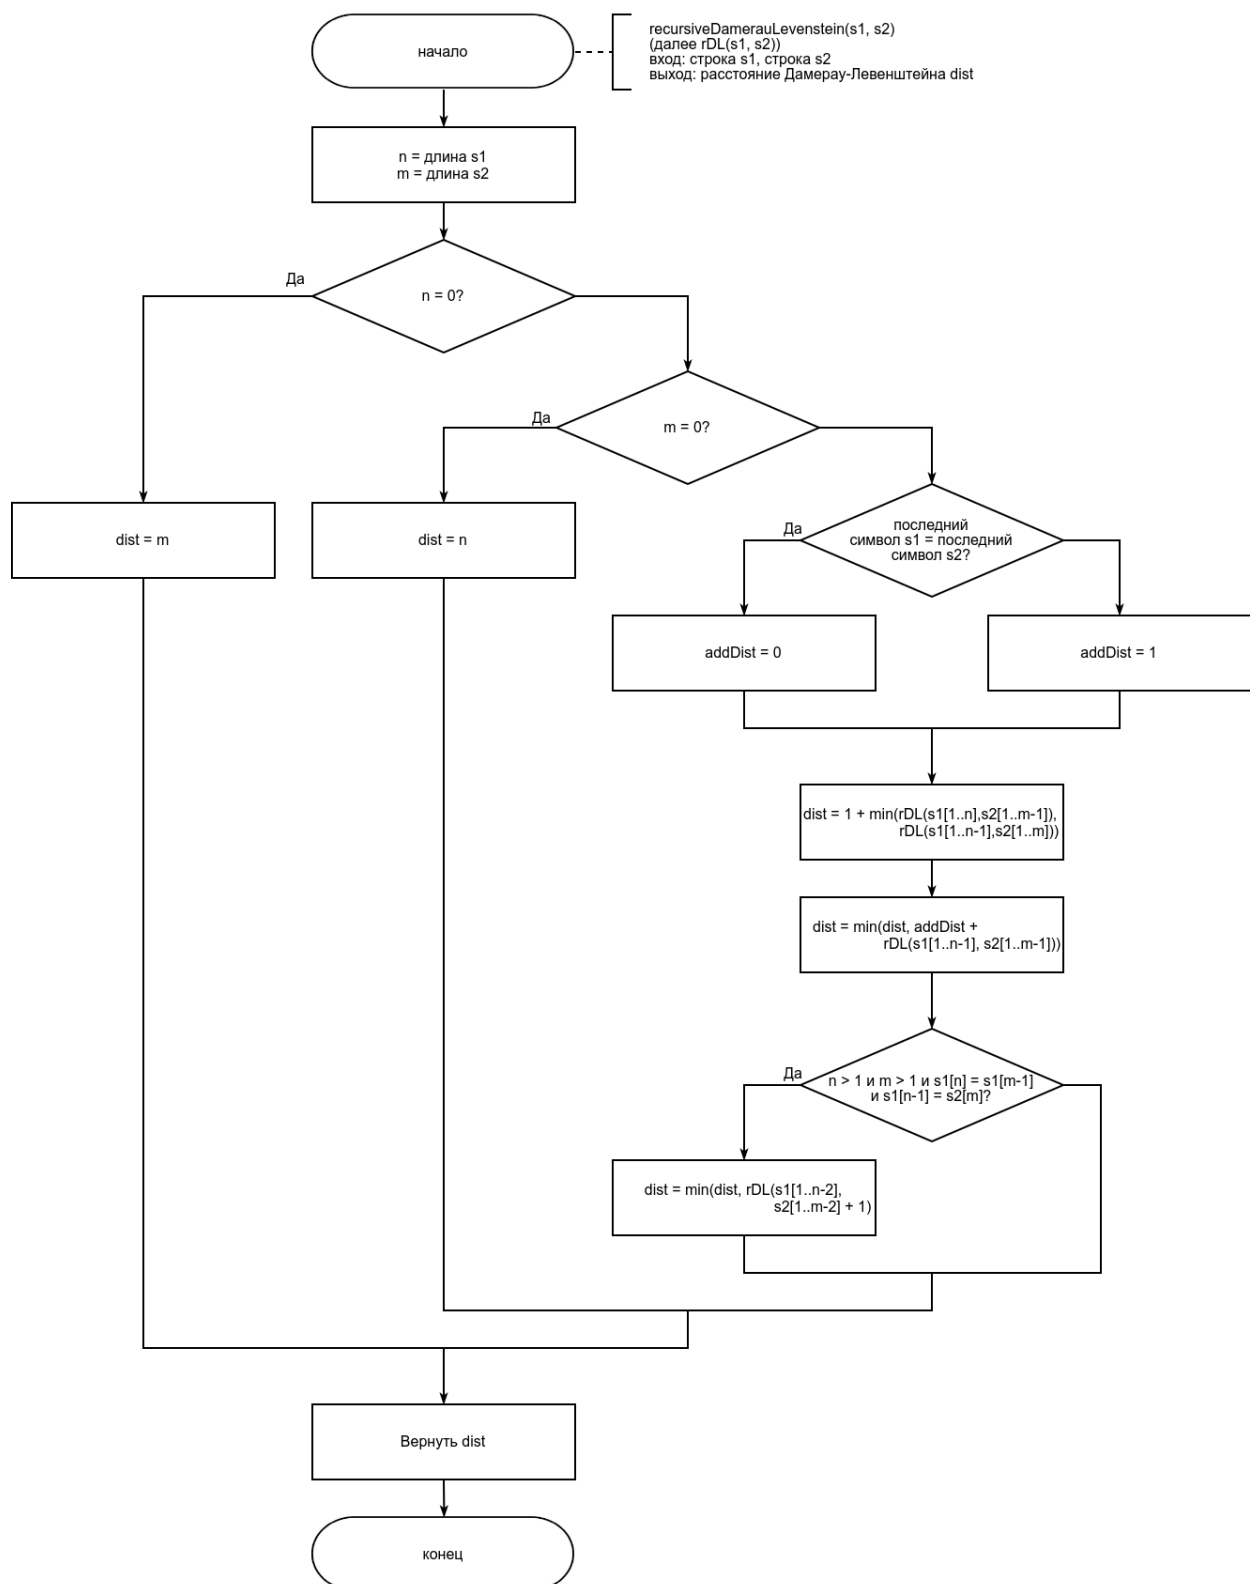 начало
recursiveDamerauLevenstein(s1, s2)
(далее rDL(s1, s2))
вход: строка s1, строка s2
выход: расстояние Дамерау-Левенштейна dist
n = длина s1
m = длина s2
Да
n = 0?
Да
m = 0?
dist = m
dist = n
Да
последний
символ s1 = последний
символ s2?
addDist = 0
addDist = 1
dist = 1 + min(rDL(s1[1..n],s2[1..m-1]),
rDL(s1[1..n-1],s2[1..m]))
dist = min(dist, addDist +
rDL(s1[1..n-1], s2[1..m-1]))
Да
n > 1 и m > 1 и s1[n] = s1[m-1]
и s1[n-1] = s2[m]?
dist = min(dist, rDL(s1[1..n-2],
s2[1..m-2] + 1)
Вернуть dist
конец